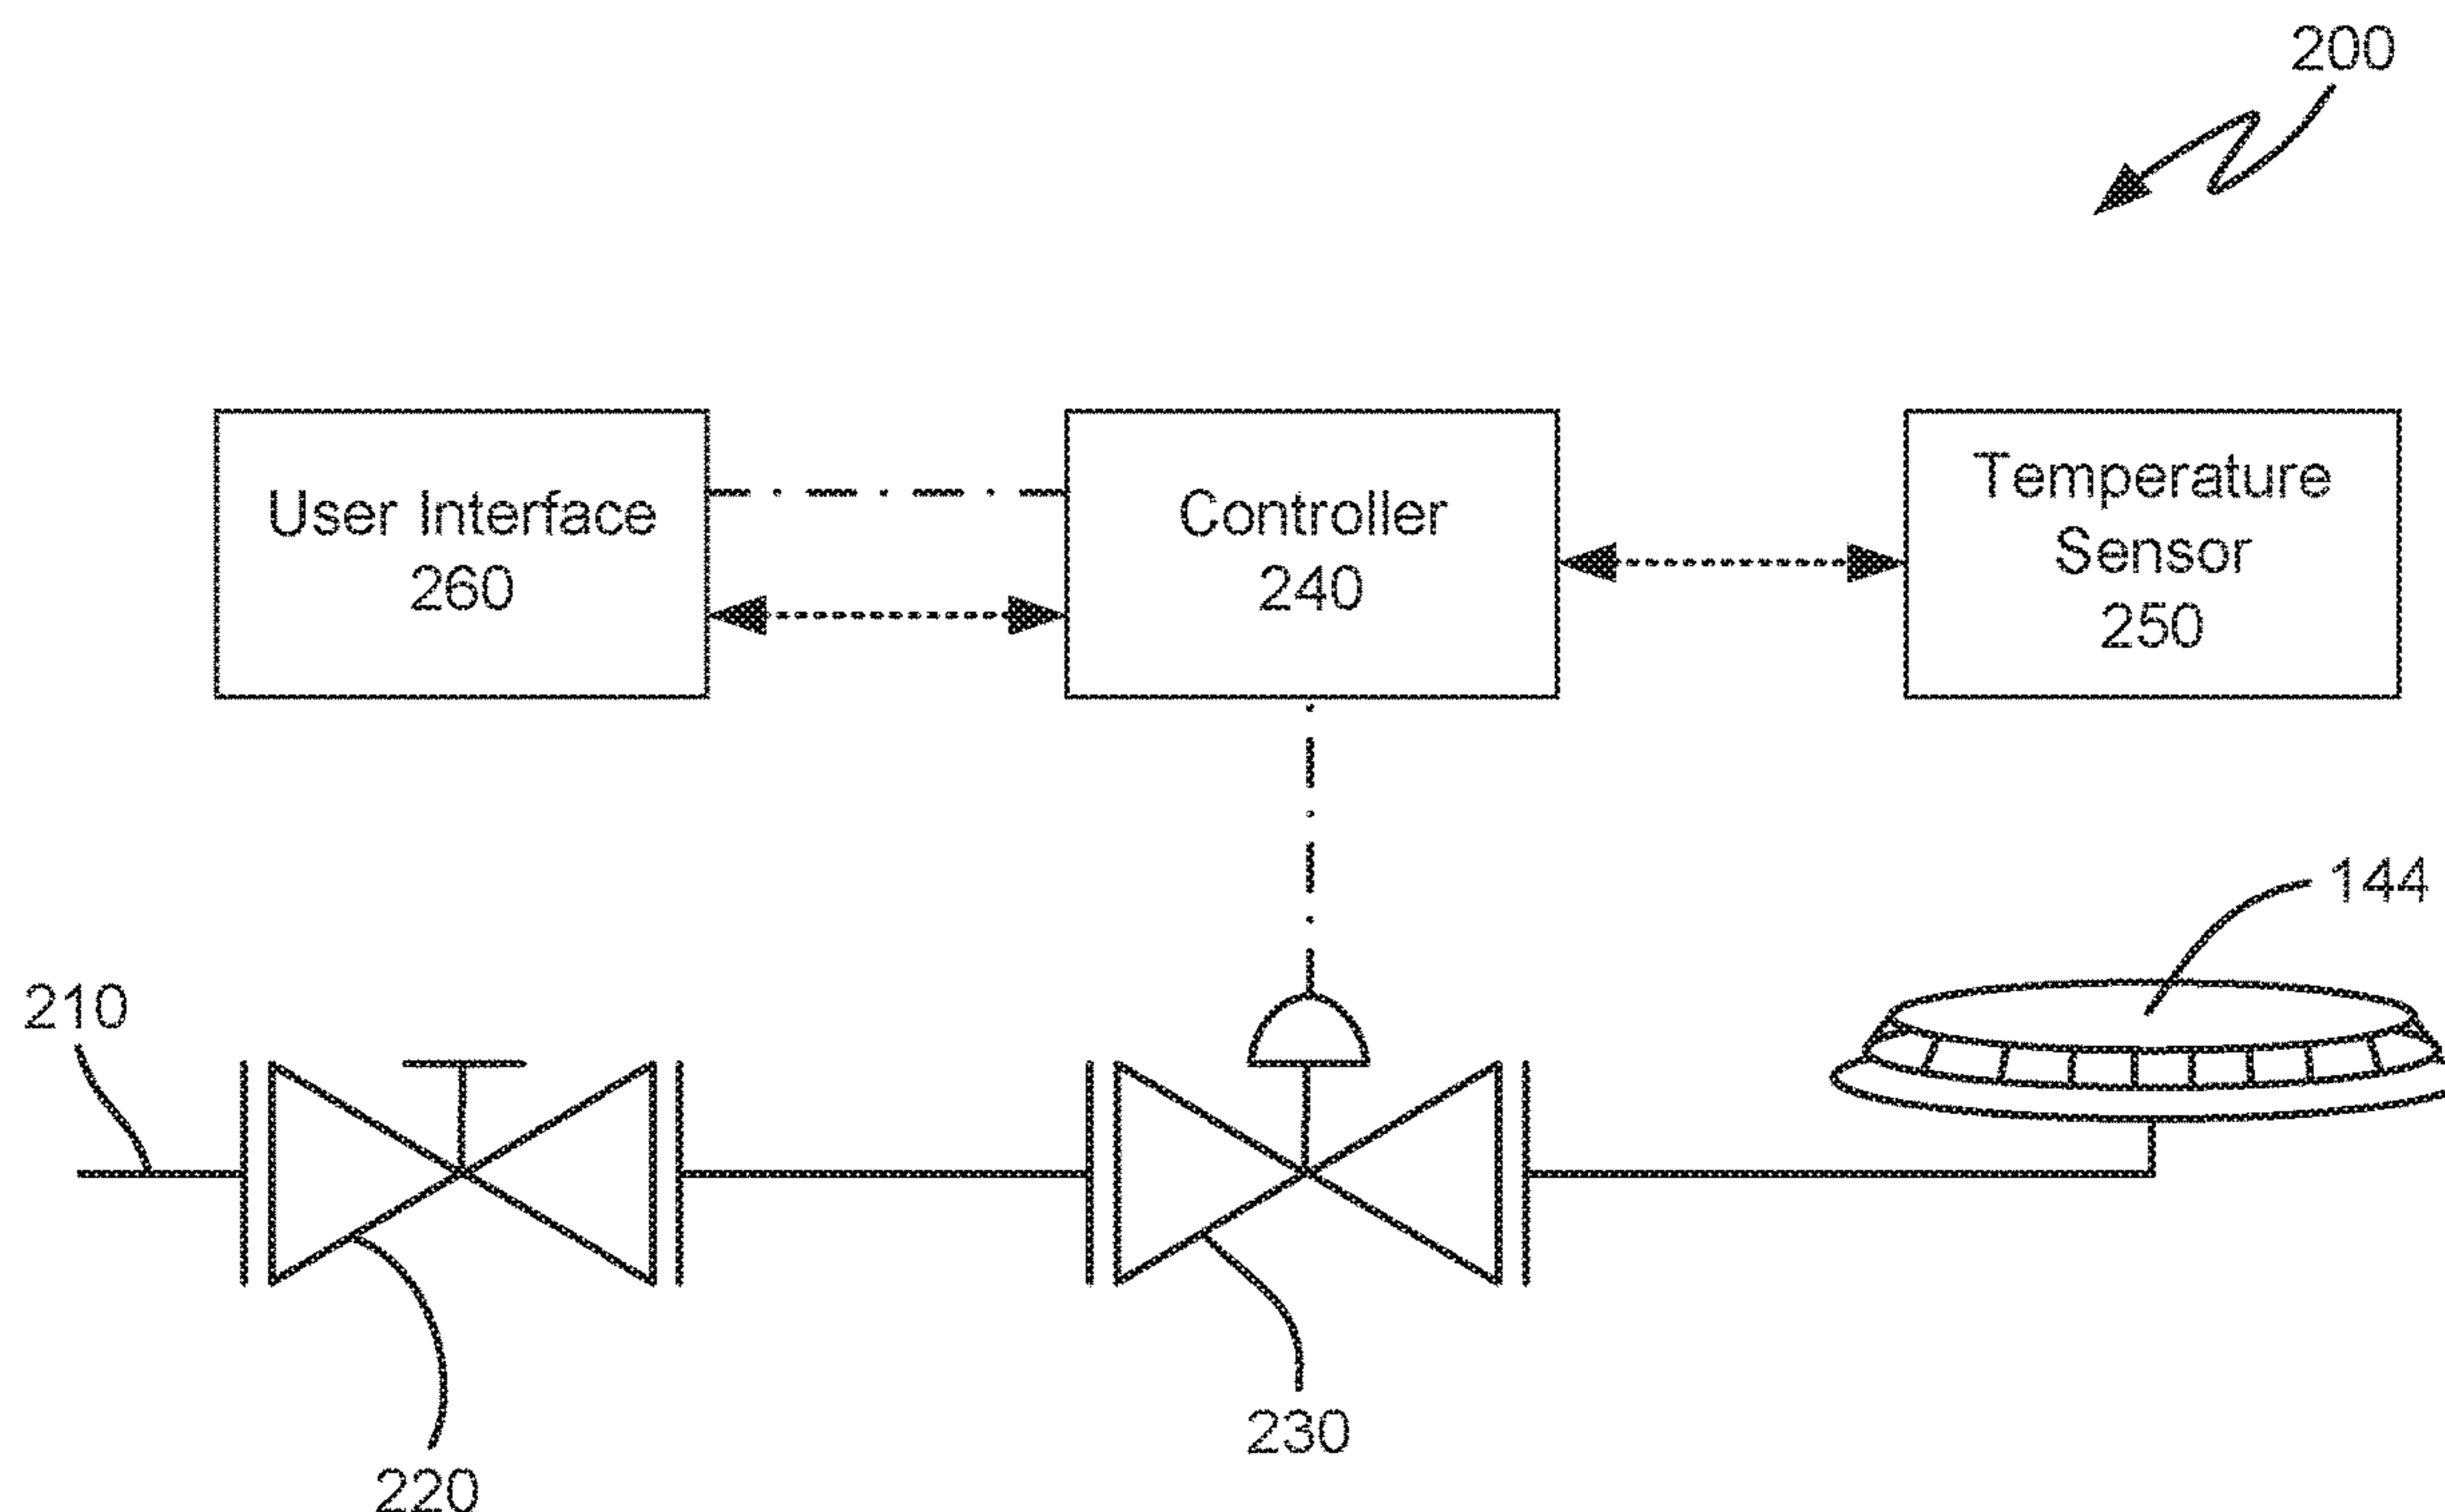 200
User Interface
260
Controller
240
Temperature
Sensor
250
144
210
230
220